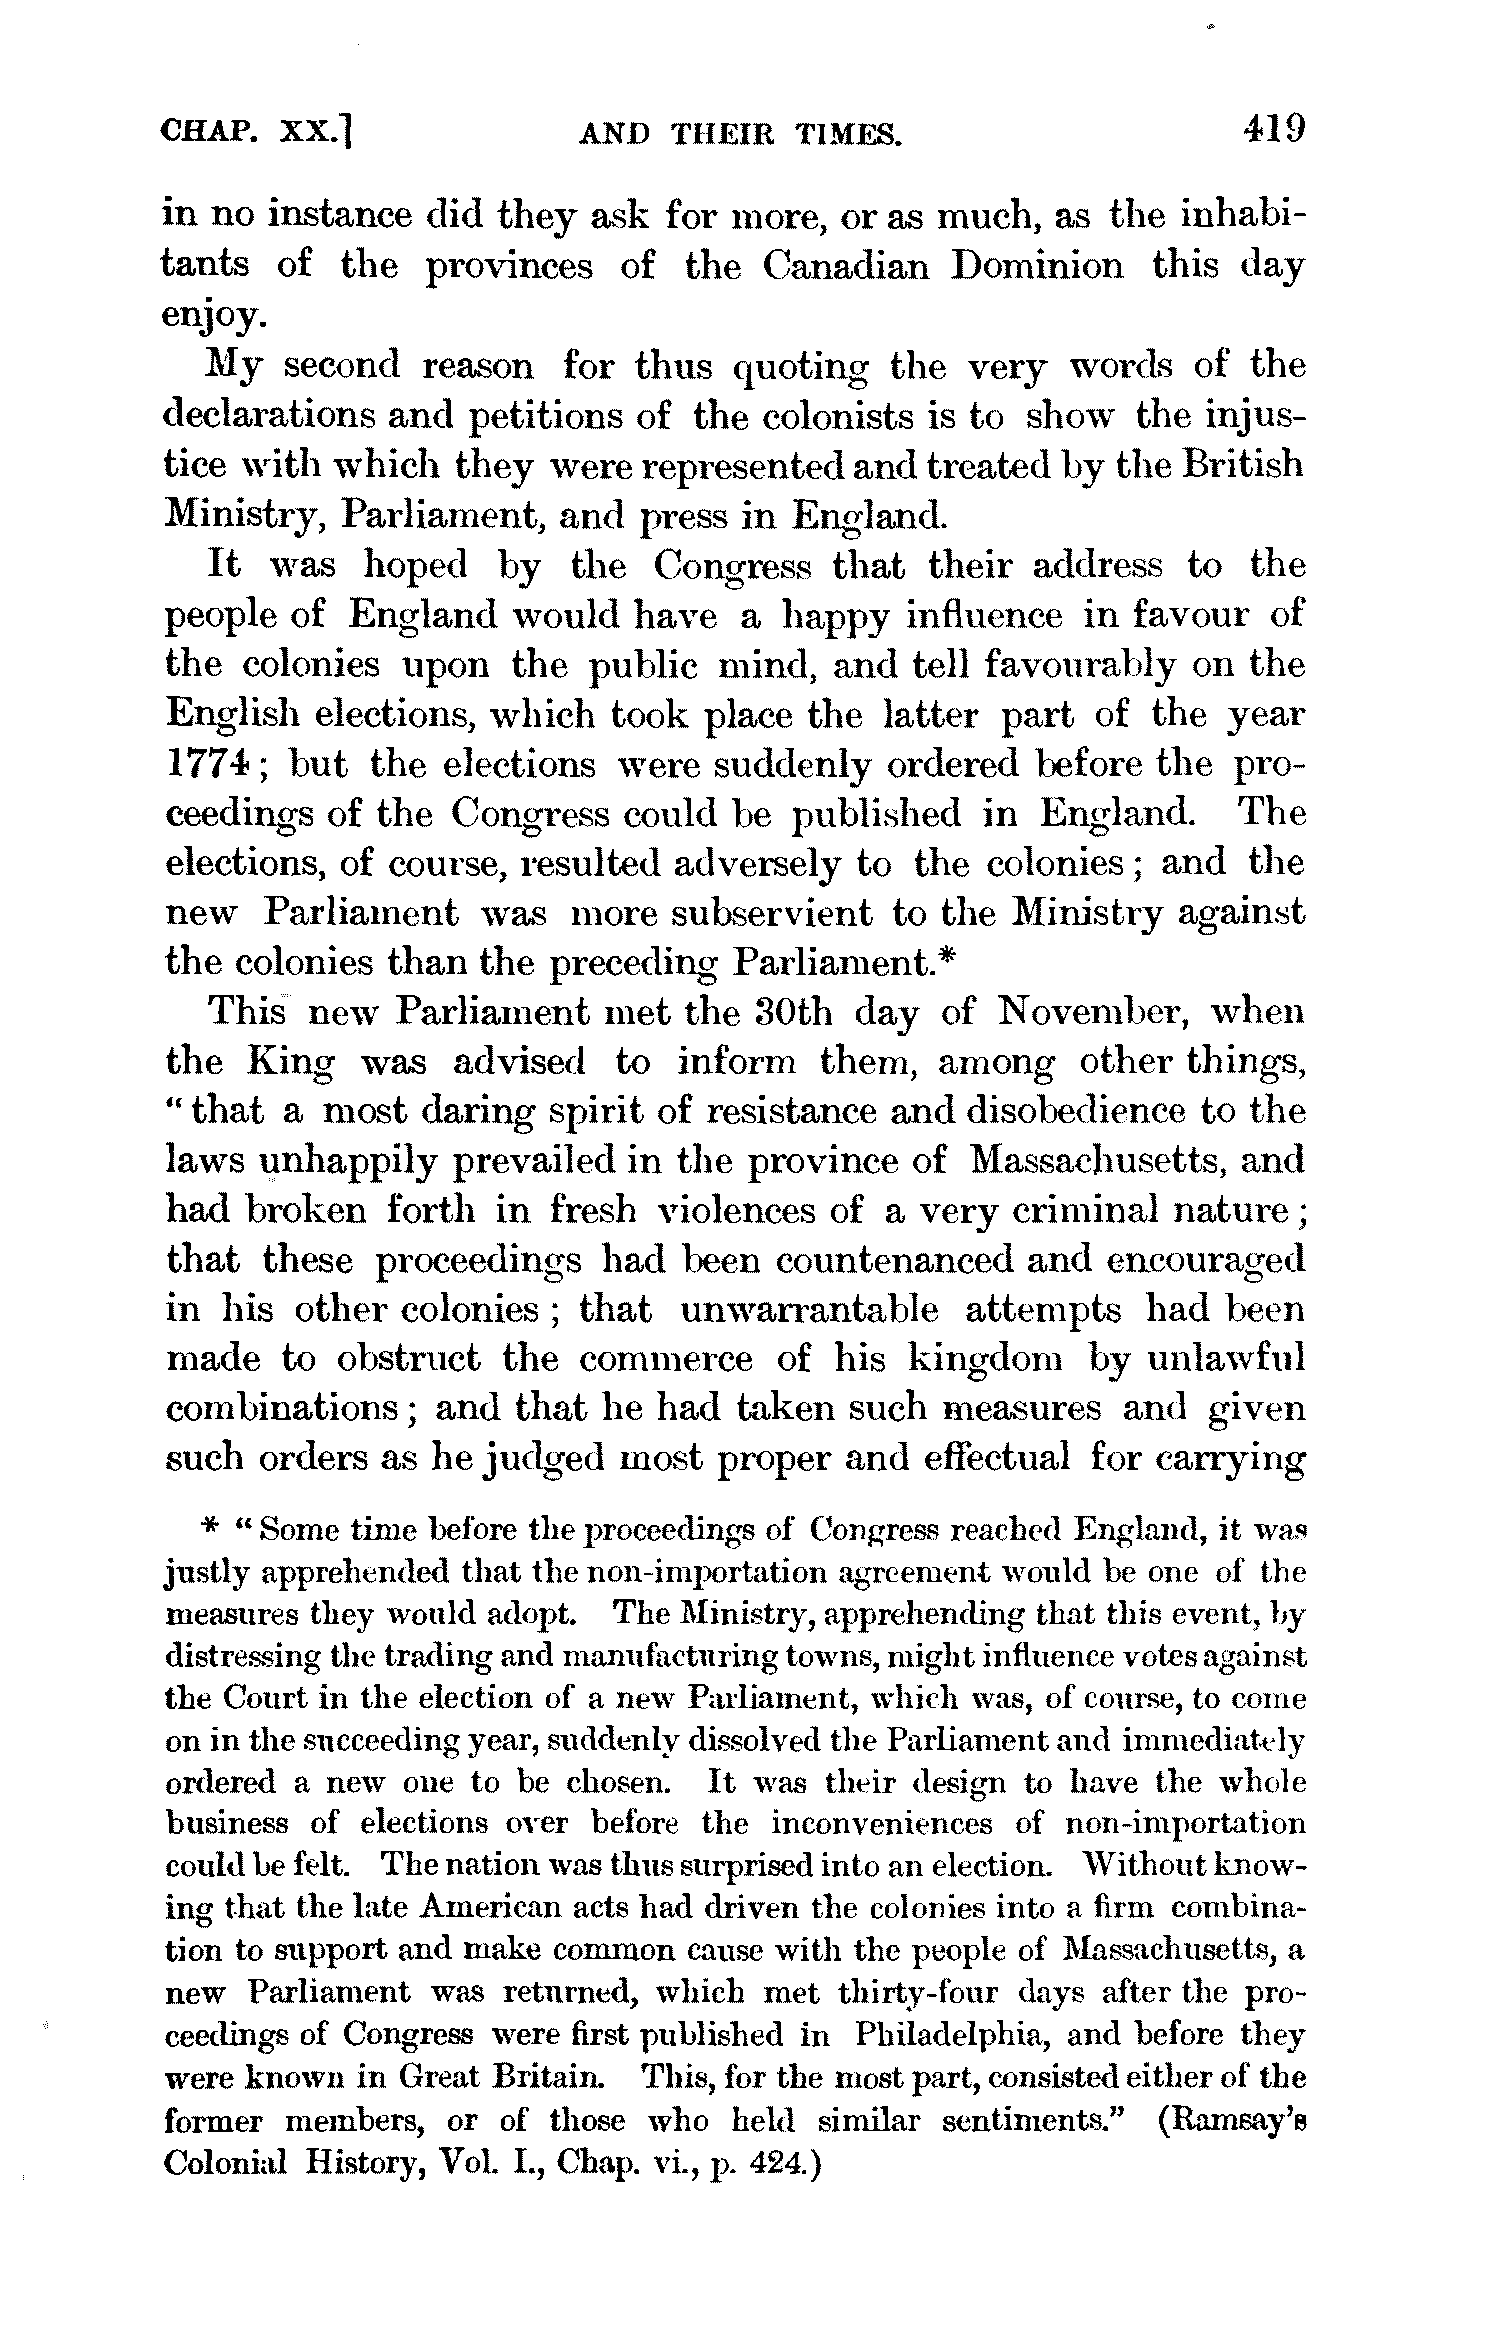 CHAP. XX.] AND THEIR TIMES. 419
in no instance did they ask for more, or as much, as the inhabi-
tants of the provinces of the Canadian Dominion this day
enjoy.
My second reason for thus quoting the very words of the
declarations and petitions of the colonists is to show the injus-
tice with which they were represented and treated by the British
Ministry, Parliament, and press in England.
It was hoped by the Congress that their address to the
people of England would have a happy influence in favour of
the colonies upon the public mind, and tell favourably on the
English elections, which took place the latter part of the year
1774; but the elections were suddenly ordered before the pro-
ceedings of the Congress could be published in England. The
elections, of course, resulted adversely to the colonies; and the
new Parliament was more subservient to the Ministry against
the colonies than the preceding Parliament.*
This new Parliament met the 30th day of November, when
the King was advised to inform them, among other things,
"that a most daring spirit of resistance and disobedience to the
laws unhappily prevailed in the province of Massachusetts, and
had broken forth in fresh violences of a very criminal nature;
that these proceedings had been countenanced and encouraged
in his other colonies; that unwarrantable attempts had been
made to obstruct the commerce of his kingdom by unlawful
combinations; and that he had taken such measures and given
such orders as he judged most proper and effectual for carrying
* "Some time before the proceedings of Congress reached England, it was
justly apprehended that the non-importation agreement would be one of the
measures they would adopt. The Ministry, apprehending that this event, by
distressing the trading and manufacturing towns, might influence votes against
the Court in the election of a new Parliament, which was, of course, to come
on in the succeeding year, suddenly dissolved the Parliament and immediately
ordered a new one to be chosen. It was their design to have the whole
business of elections over before the inconveniences of non-importation
could be felt. The nation was thus surprised into an election. Without know-
ing that the late American acts had driven the colonies into a firm combina-
tion to support and make common cause with the people of Massachusetts, a
new Parliament was returned, which met thirty-four days after the pro-
ceedings of Congress were first published in Philadelphia, and before they
were known in Great Britain. This, for the most part, consisted either of the
former members, or of those who held similar sentiments." (Ramsay's
Colonial History, Vol. I., Chap. vi., p. 424.)